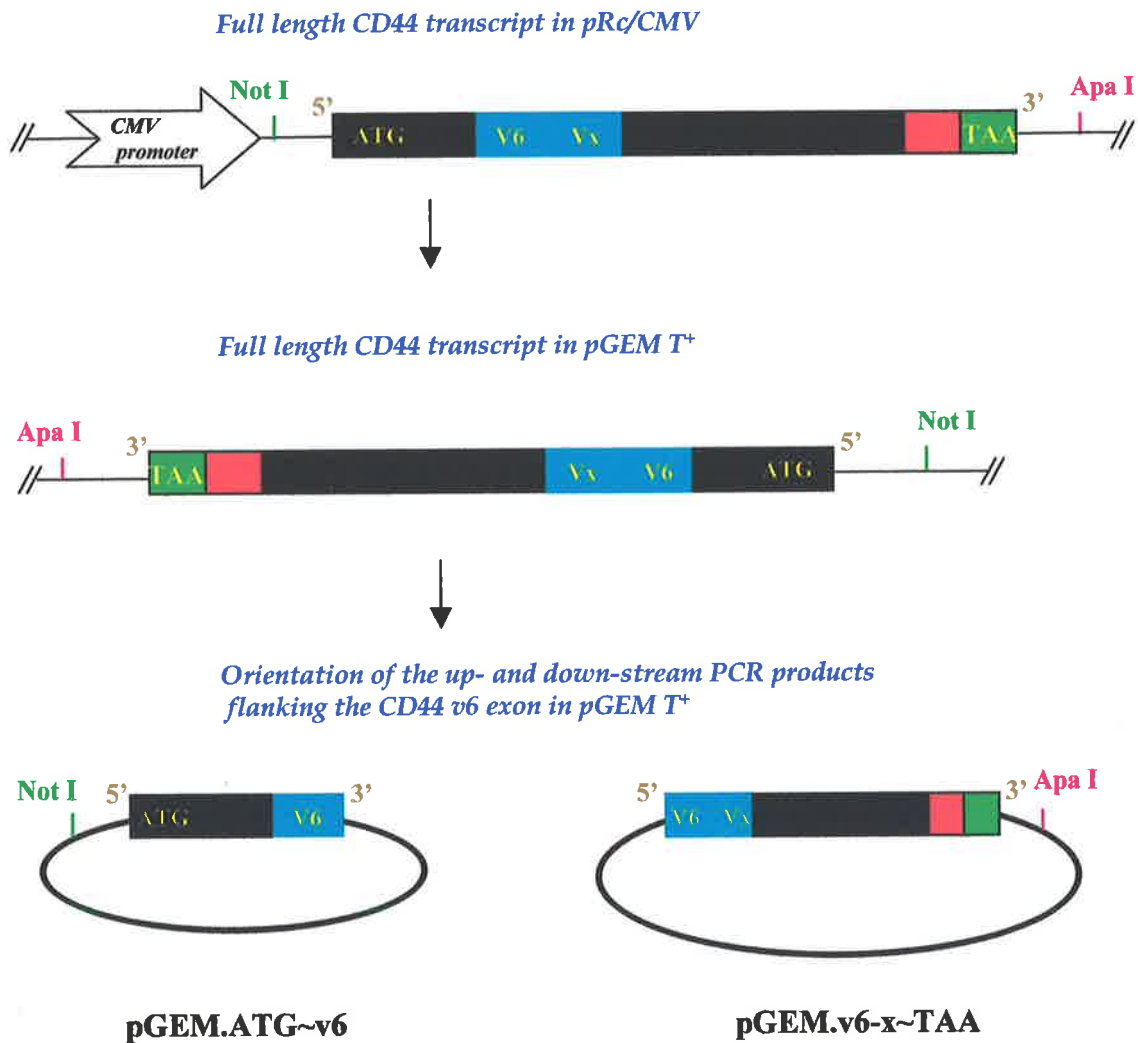 Full length CD44 transcript in pRc/CMV
Not I
5'
3'
Apa I
CMV
promoter
ATG
V6
Vx
TAA
Full length CD44 transcript in pGEM T+
Apa I
3'
5'
Not I
TAA
Vx
V6
ATG
Orientation of the up- and down-stream PCR products
flanking the CD44 v6 exon in pGEM T+
Not I
5'
3'
ATG
V6
5'
3'
Apa I
V6
Vx
pGEM.ATG~v6
pGEM.v6-x~TAA